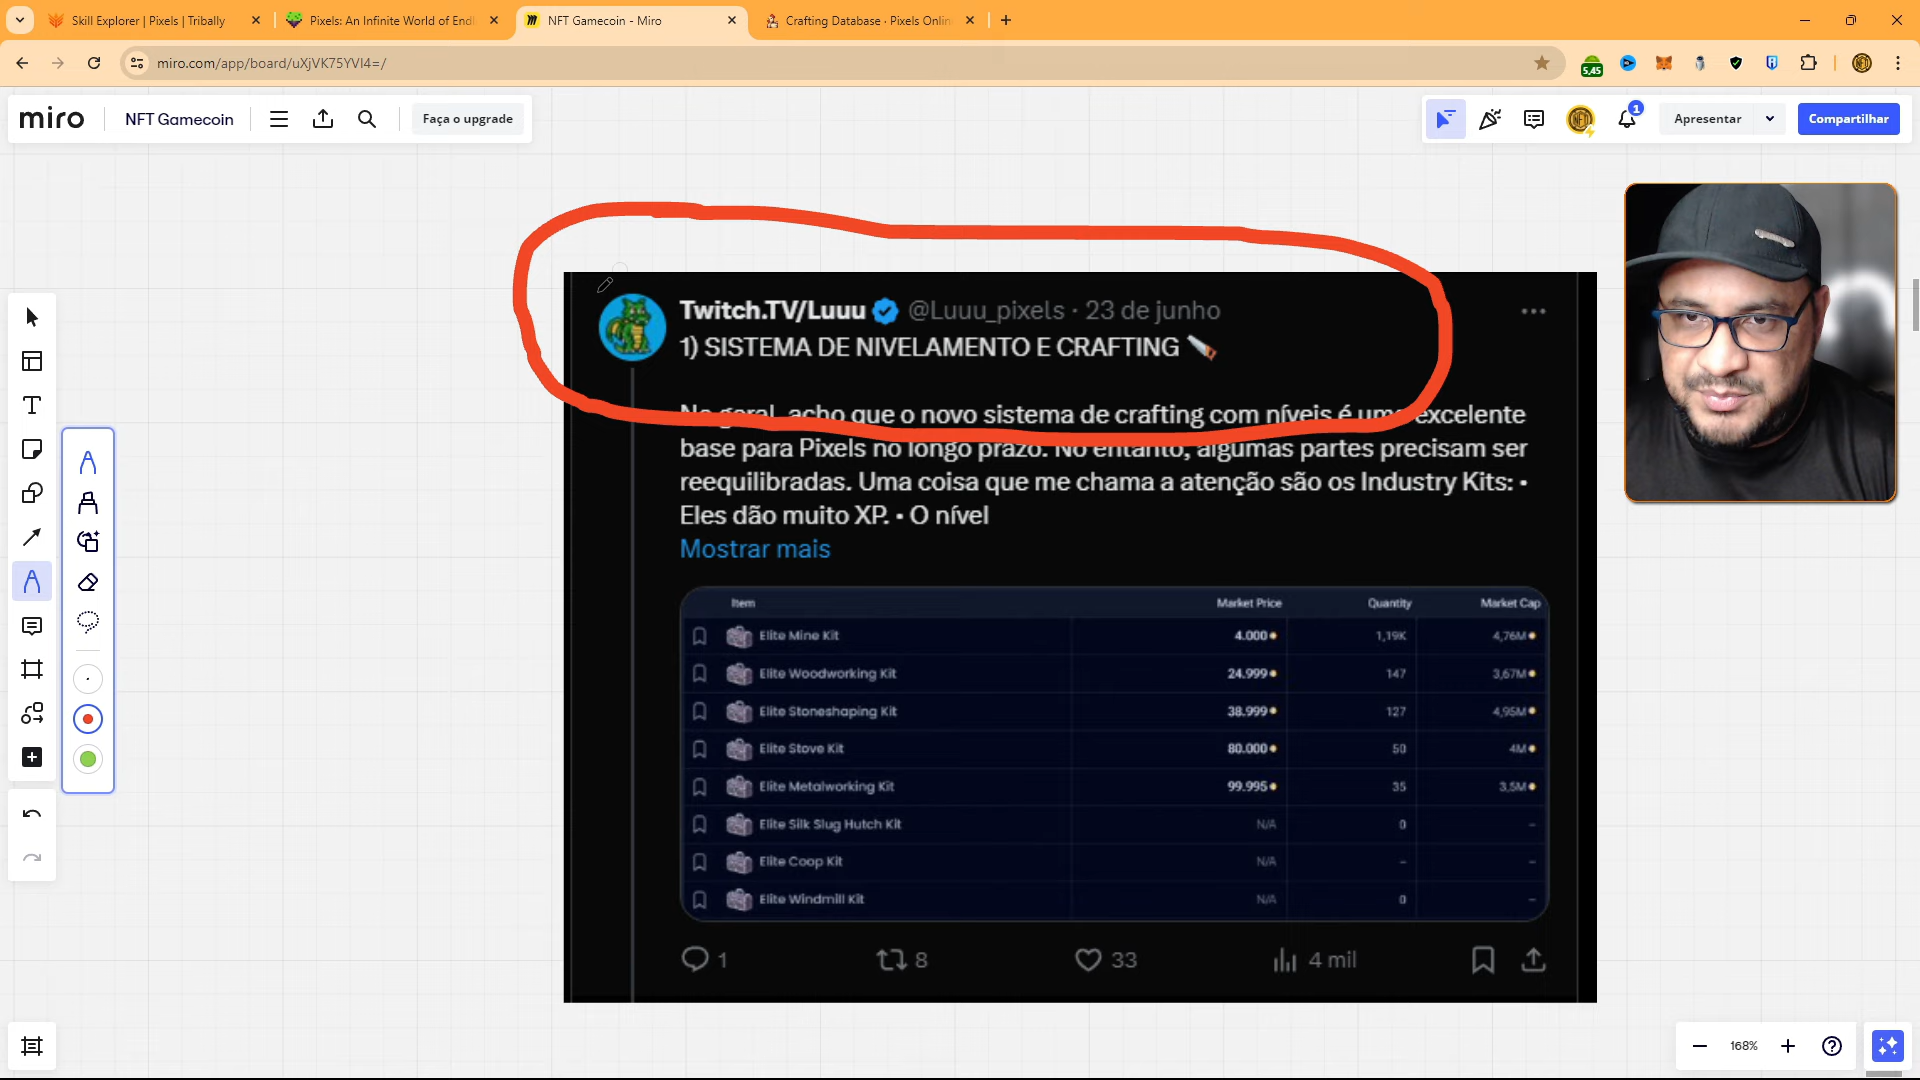 Skill Explorer | Pixels | Tribally
Pixels: An Infinite World of End
NFT Gamecoin - Miro
Crafting Database · Pixels Onlin
miro.com/app/board/uXjVK75YVI4=/
5,45
miro
NFT Gamecoin
Faça o upgrade
1
Apresentar
Compartilhar
Twitch.TV/Luuu @Luuu_pixels · 23 de junho
1) SISTEMA DE NIVELAMENTO E CRAFTING
No geral, acho que o novo sistema de crafting com níveis é uma excelente
base para Pixels no longo prazo. No entanto, algumas partes precisam ser
reequilibradas. Uma coisa que me chama a atenção são os Industry Kits: •
Eles dão muito XP. • O nível
Mostrar mais
Item Market Price Quantity Market Cap
Elite Mine Kit 4.000 1,19K 4,76M
Elite Woodworking Kit 24.999 147 3,67M
Elite Stoneshaping Kit 38.999 127 4,95M
Elite Stove Kit 80.000 50 4M
Elite Metalworking Kit 99.995 35 3,5M
Elite Silk Slug Hutch Kit N/A 0 –
Elite Coop Kit N/A – –
Elite Windmill Kit N/A 0 –
1 8 33 4 mil
168%